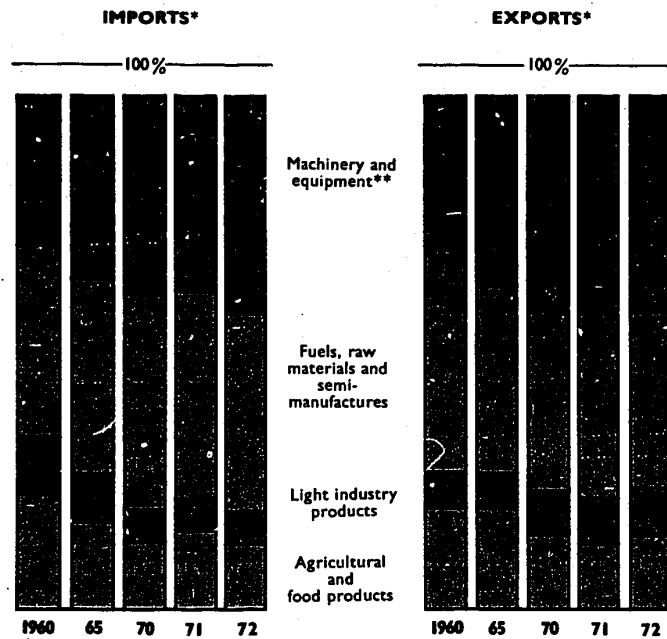 IMPORTS*
EXPORTS*
100%
100%
Machinery and
equipment**
Fuels, raw
materials and
semi-
manufactures
Light industry
products
Agricultural
and
food products
1960 65 70 71 72
1960 65 70 71 72